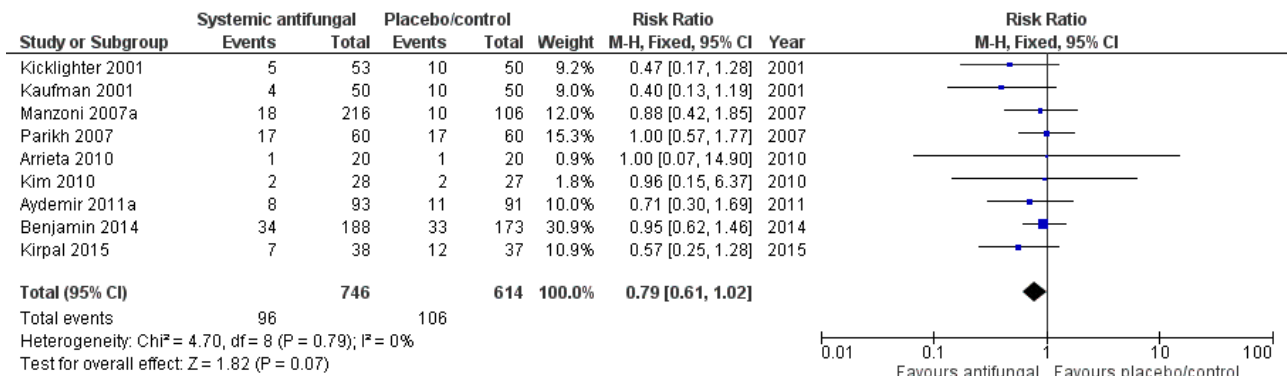 Systemic antifungal Placebo/control Risk Ratio Risk Ratio
Study or Subgroup Events Total Events Total Weight M-H, Fixed, 95% CI Year M-H, Fixed, 95% CI
Kicklighter 2001 5 53 10 50 9.2% 0.47 [0.17, 1.28] 2001
Kaufman 2001 4 50 10 50 9.0% 0.40 [0.13, 1.19] 2001
Manzoni 2007a 18 216 10 106 12.0% 0.88 [0.42, 1.85] 2007
Parikh 2007 17 60 17 60 15.3% 1.00 [0.57, 1.77] 2007
Arrieta 2010 1 20 1 20 0.9% 1.00 [0.07, 14.90] 2010
Kim 2010 2 28 2 27 1.8% 0.96 [0.15, 6.37] 2010
Aydemir 2011a 8 93 11 91 10.0% 0.71 [0.30, 1.69] 2011
Benjamin 2014 34 188 33 173 30.9% 0.95 [0.62, 1.46] 2014
Kirpal 2015 7 38 12 37 10.9% 0.57 [0.25, 1.28] 2015
Total (95% CI) 746 614 100.0% 0.79 [0.61, 1.02]
Total events 96 106
Heterogeneity: Chi² = 4.70, df = 8 (P = 0.79); I² = 0%
Test for overall effect: Z = 1.82 (P = 0.07)
0.01 0.1 1 10 100
Favours antifungal Favours placebo/control